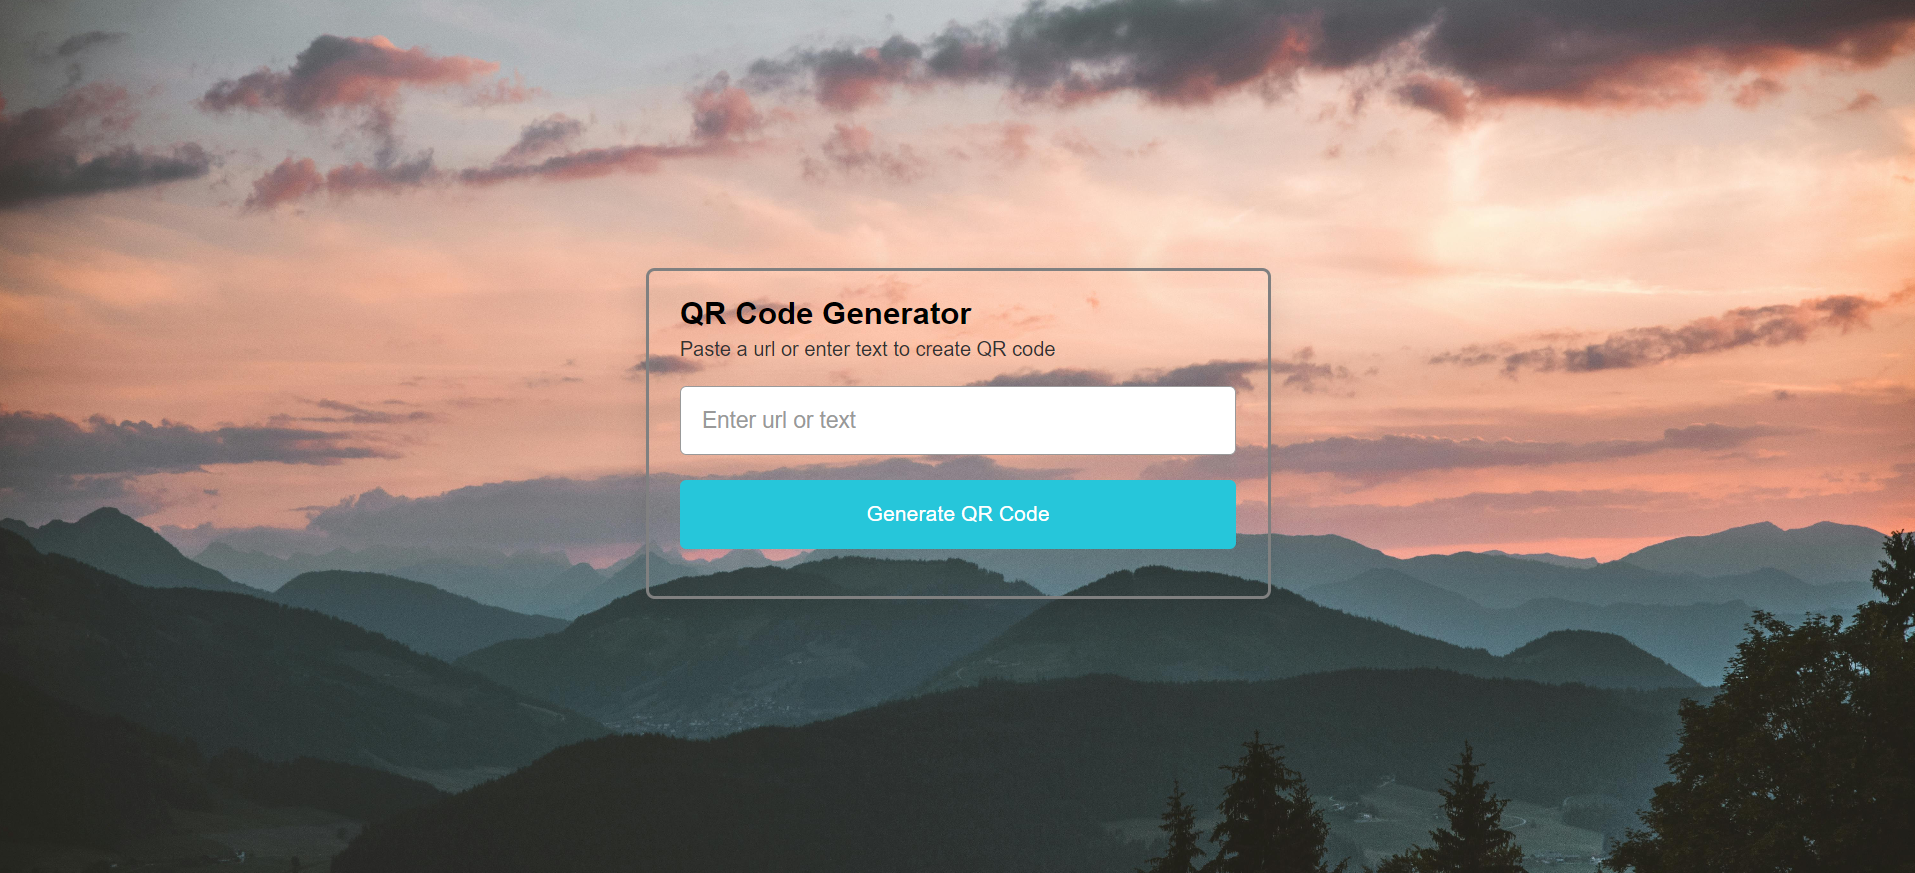 QR Code Generator
Paste a url or enter text to create QR code
Enter url or text
Generate QR Code